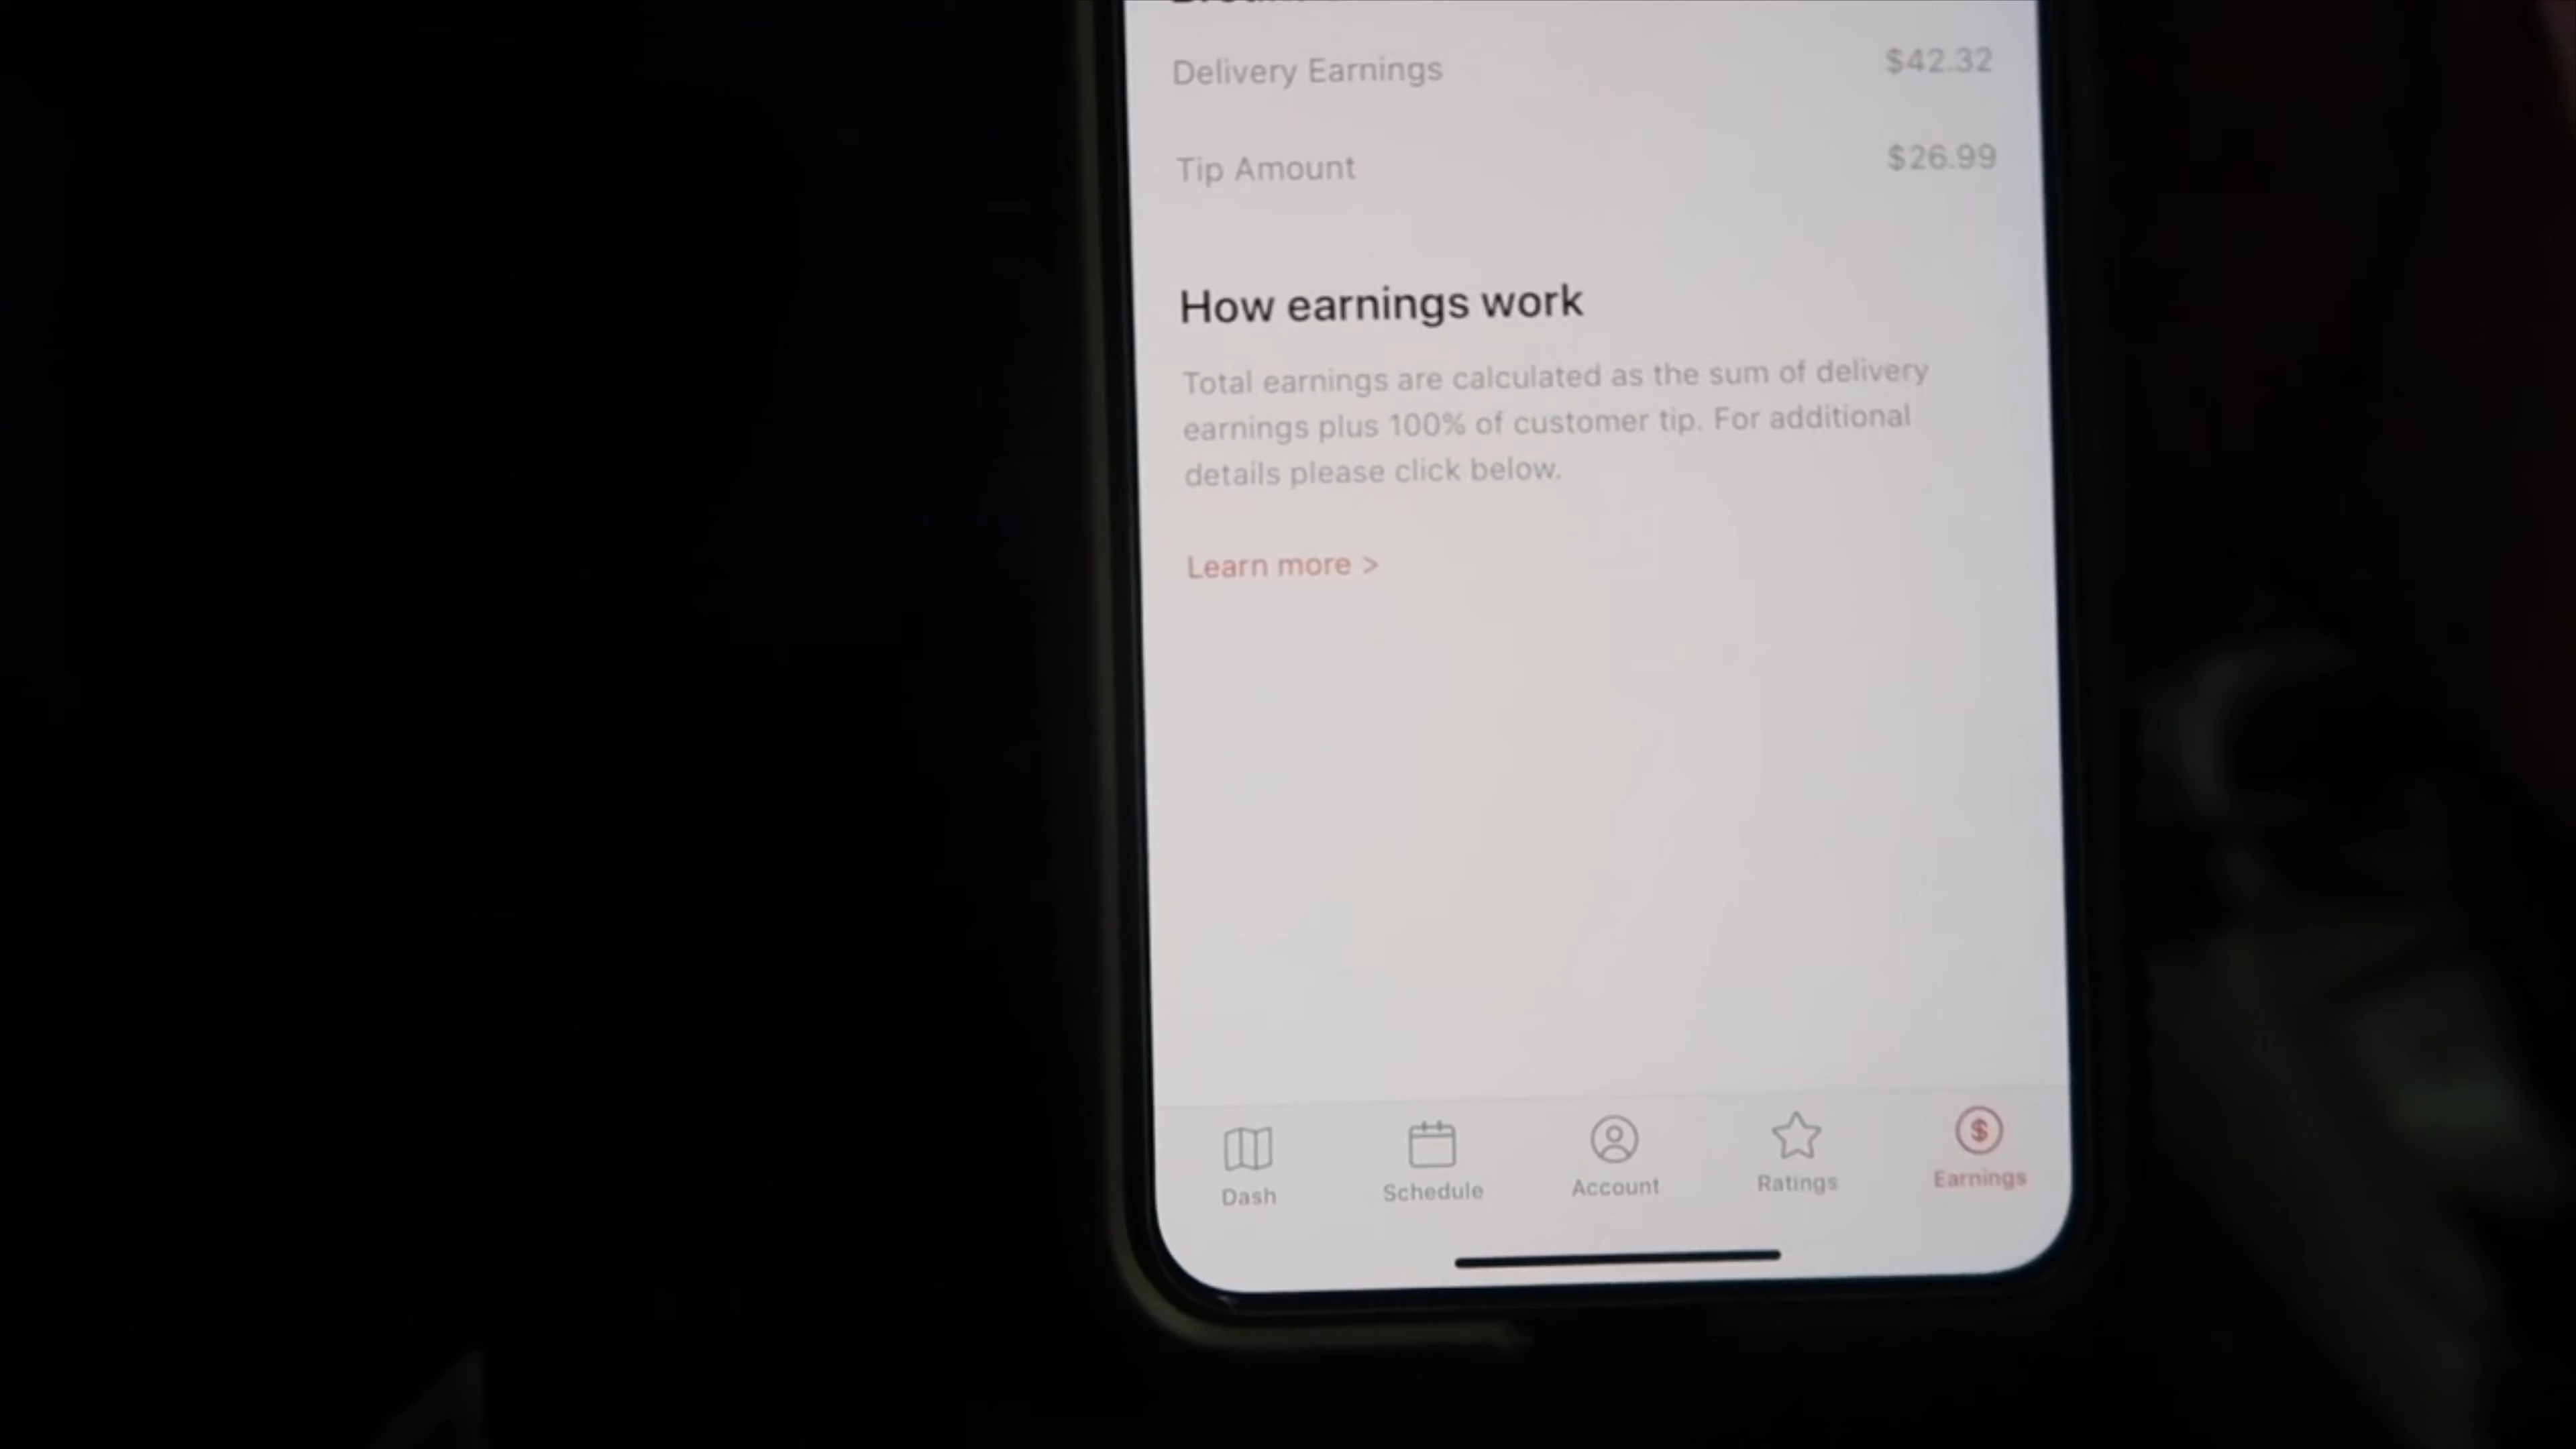 Delivery Earnings $42.32
Tip Amount $26.99
How earnings work
Total earnings are calculated as the sum of delivery
earnings plus 100% of customer tip. For additional
details please click below.
Learn more >
Dash Schedule Account Ratings Earnings